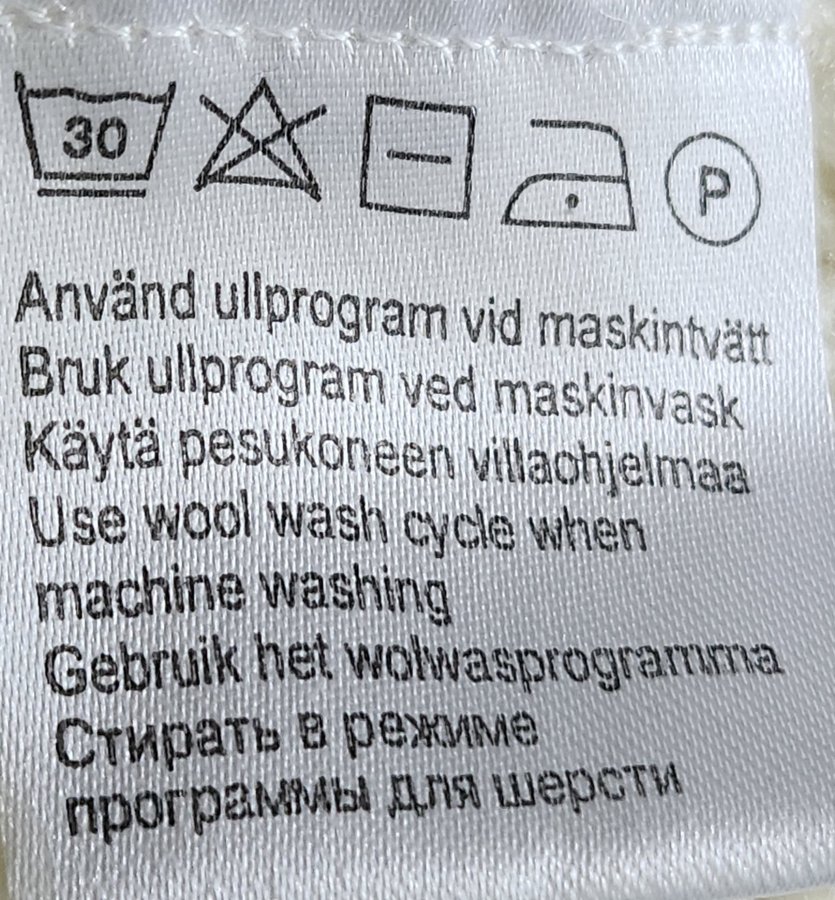 30 P
Använd ullprogram vid maskintvätt
Bruk ullprogram ved maskinvask
Käytä pesukoneen villaohjelmaa
Use wool wash cycle when
machine washing
Gebruik het wolwasprogramma
Стирать в режиме
программы для шерсти